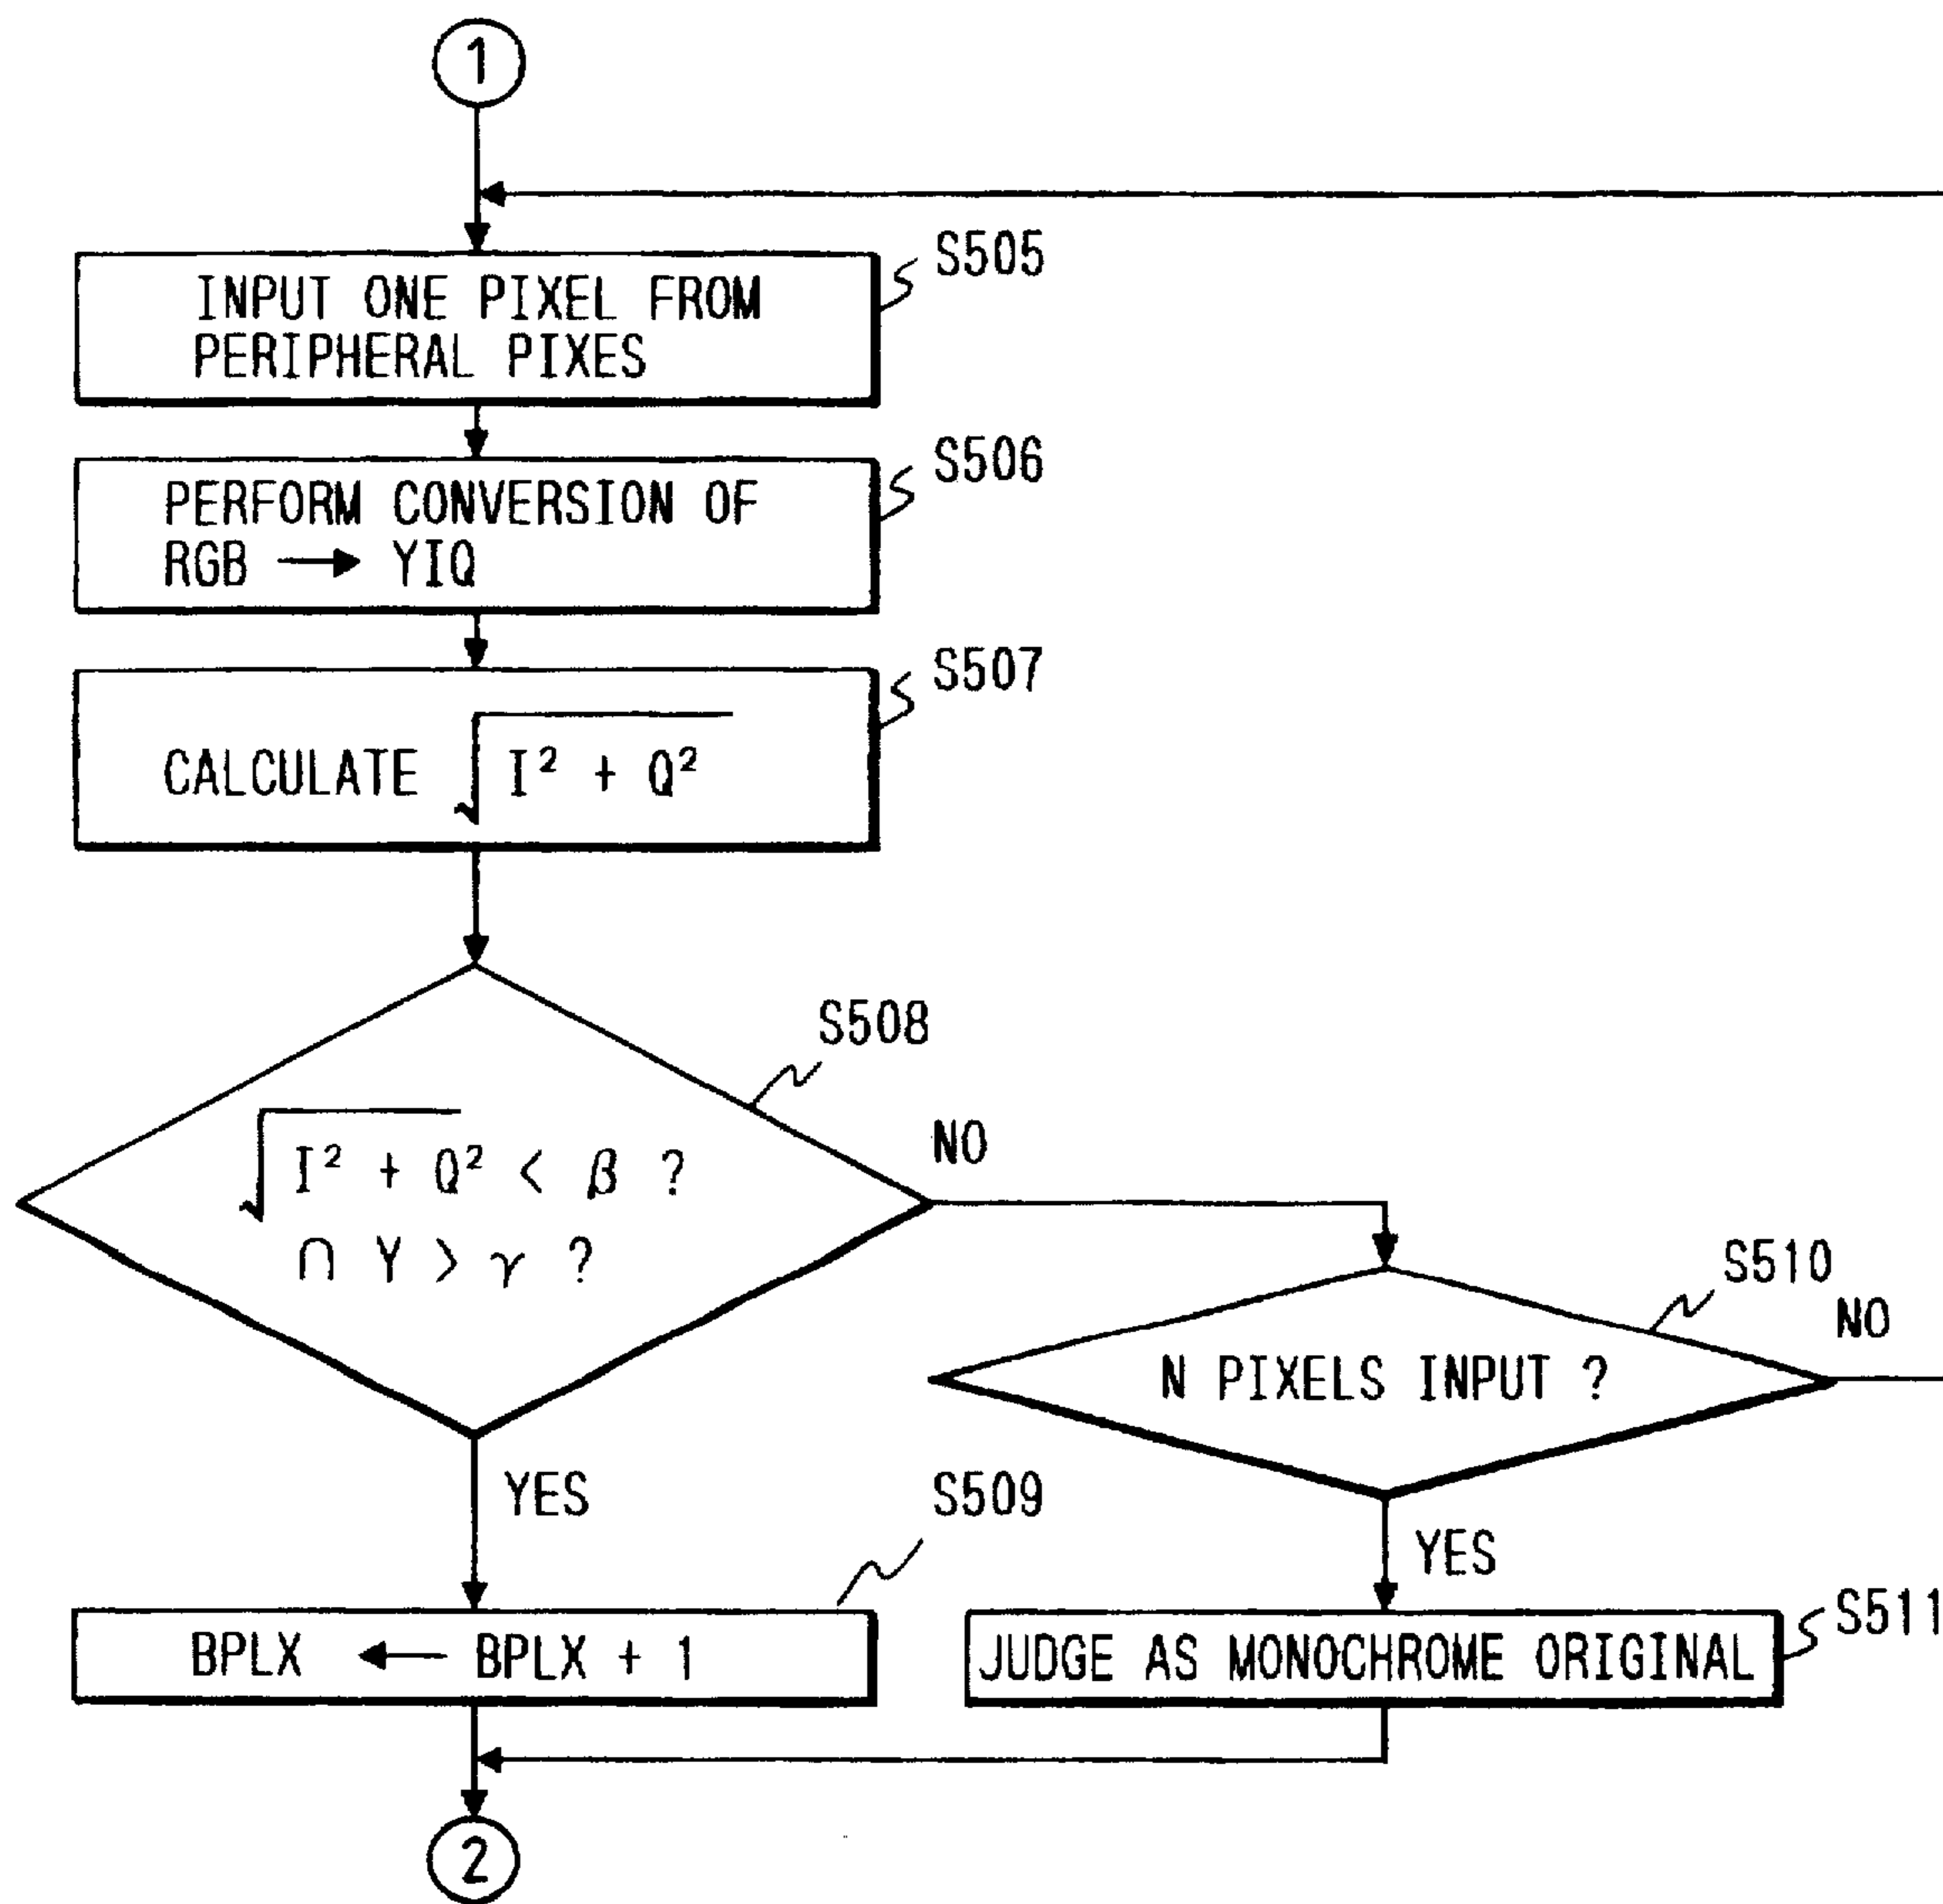 1
S505
INPUT ONE PIXEL FROM
PERIPHERAL PIXES
S506
PERFORM CONVERSION OF
RGB → YIQ
S507
CALCULATE √I² + Q²
S508
√I² + Q² < β ?
∩ Y > γ ?
NO
S510
N PIXELS INPUT ?
NO
YES
YES
S509
BPLX ← BPLX + 1
S511
JUDGE AS MONOCHROME ORIGINAL
2